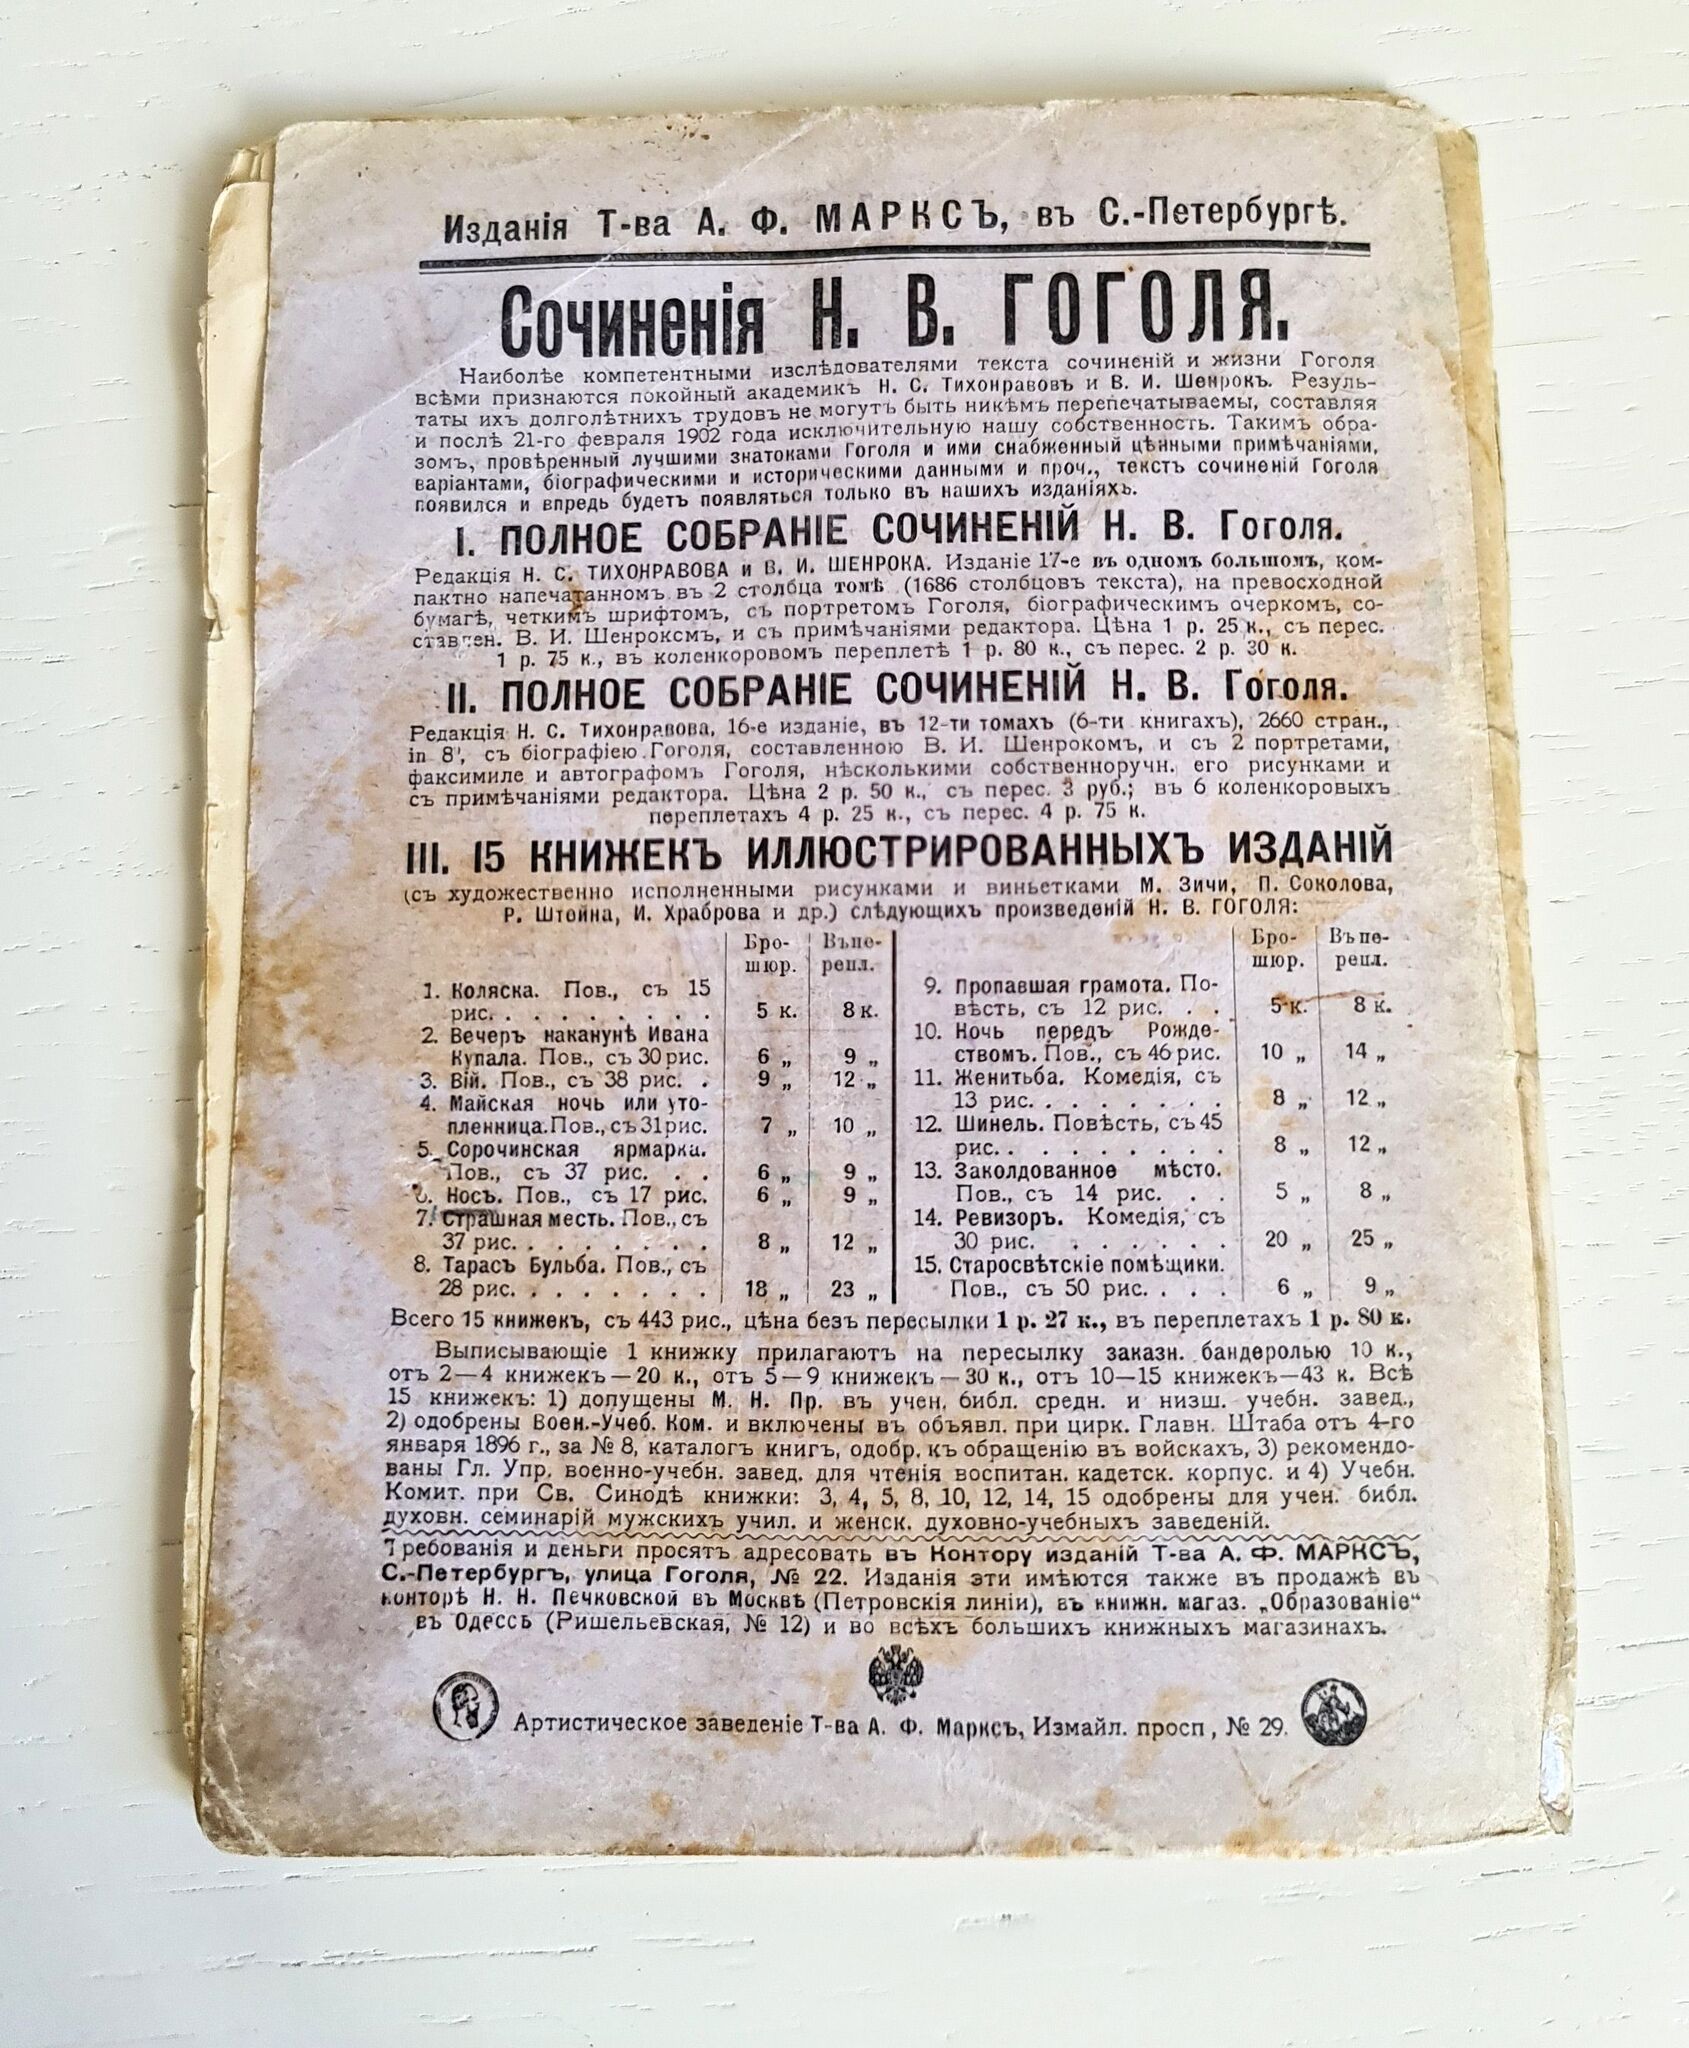 Изданія Т-ва А. Ф. МАРКСЪ, въ С.-Петербургѣ.
Сочиненія Н. В. ГОГОЛЯ.
Наиболѣе компетентными изслѣдователями текста сочиненій и жизни Гоголя
всѣми признаются покойный академикъ Н. С. Тихонравовъ и В. И. Шенрокъ. Резуль-
таты ихъ долголѣтнихъ трудовъ не могутъ быть никѣмъ перепечатываемы, составляя
и послѣ 21-го февраля 1902 года исключительную нашу собственность. Такимъ обра-
зомъ, провѣренный лучшими знатоками Гоголя и ими снабженный цѣнными примѣчаніями,
варіантами, біографическими и историческими данными и проч., текстъ сочиненій Гоголя
появился и впредь будетъ появляться только въ нашихъ изданіяхъ.
I. ПОЛНОЕ СОБРАНІЕ СОЧИНЕНІЙ Н. В. Гоголя.
Редакція Н. С. ТИХОНРАВОВА и В. И. ШЕНРОКА. Изданіе 17-е въ одномъ большомъ, ком-
пактно напечатанномъ въ 2 столбца томѣ (1686 столбцовъ текста), на превосходной
бумагѣ, четкимъ шрифтомъ, съ портретомъ Гоголя, біографическимъ очеркомъ, со-
ставлен. В. И. Шенрокомъ, и съ примѣчаніями редактора. Цѣна 1 р. 25 к., съ перес.
1 р. 75 к., въ коленкоровомъ переплетѣ 1 р. 80 к., съ перес. 2 р. 30 к.
II. ПОЛНОЕ СОБРАНІЕ СОЧИНЕНІЙ Н. В. Гоголя.
Редакція Н. С. Тихонравова, 16-е изданіе, въ 12-ти томахъ (6-ти книгахъ), 2660 стран.,
in 8°, съ біографіею Гоголя, составленною В. И. Шенрокомъ, и съ 2 портретами,
факсимиле и автографомъ Гоголя, нѣсколькими собственноручн. его рисунками и
съ примѣчаніями редактора. Цѣна 2 р. 50 к., съ перес. 3 руб.; въ 6 коленкоровыхъ
переплетахъ 4 р. 25 к., съ перес. 4 р. 75 к.
III. 15 КНИЖЕКЪ ИЛЛЮСТРИРОВАННЫХЪ ИЗДАНІЙ
(съ художественно исполненными рисунками и виньетками М. Зичи, П. Соколова,
Р. Штейна, И. Храброва и др.) слѣдующихъ произведеній Н. В. ГОГОЛЯ:
Бро- Въ пе-
шюр. репл.
1. Коляска. Пов., съ 15
рис. . . . . . . . . 5 к. 8 к.
2. Вечеръ наканунѣ Ивана
Купала. Пов., съ 30 рис. 6 „ 9 „
3. Вій. Пов., съ 38 рис. . 9 „ 12 „
4. Майская ночь или уто-
пленница. Пов., съ 31 рис. 7 „ 10 „
5. Сорочинская ярмарка.
Пов., съ 37 рис. . . 6 „ 9 „
6. Носъ. Пов., съ 17 рис. 6 „ 9 „
7. Страшная месть. Пов., съ
37 рис. . . . . . . . 8 „ 12 „
8. Тарасъ Бульба. Пов., съ
28 рис. . . . . . . . 18 „ 23 „
Бро- Въ пе-
шюр. репл.
9. Пропавшая грамота. По-
вѣсть, съ 12 рис. . . 5 к. 8 к.
10. Ночь передъ Рожде-
ствомъ. Пов., съ 46 рис. 10 „ 14 „
11. Женитьба. Комедія, съ
13 рис. . . . . . . . 8 „ 12 „
12. Шинель. Повѣсть, съ 45
рис. . . . . . . . . 8 „ 12 „
13. Заколдованное мѣсто.
Пов., съ 14 рис. . . 5 „ 8 „
14. Ревизоръ. Комедія, съ
30 рис. . . . . . . 20 „ 25 „
15. Старосвѣтскіе помѣщики.
Пов., съ 50 рис. . . . 6 „ 9 „
Всего 15 книжекъ, съ 443 рис., цѣна безъ пересылки 1 р. 27 к., въ переплетахъ 1 р. 80 к.
Выписывающіе 1 книжку прилагаютъ на пересылку заказн. бандеролью 10 к.,
отъ 2—4 книжекъ—20 к., отъ 5—9 книжекъ—30 к., отъ 10—15 книжекъ—43 к. Всѣ
15 книжекъ: 1) допущены М. Н. Пр. въ учен. библ. средн. и низш. учебн. завед.,
2) одобрены Воен.-Учеб. Ком. и включены въ объявл. при цирк. Главн. Штаба отъ 4-го
января 1896 г., за № 8, каталогъ книгъ, одобр. къ обращенію въ войскахъ, 3) рекомендо-
ваны Гл. Упр. военно-учебн. завед. для чтенія воспитан. кадетск. корпус. и 4) Учебн.
Комит. при Св. Синодѣ книжки: 3, 4, 5, 8, 10, 12, 14, 15 одобрены для учен. библ.
духовн. семинарій мужскихъ учил. и женск. духовно-учебныхъ заведеній.
Требованія и деньги просятъ адресовать въ Контору изданій Т-ва А. Ф. МАРКСЪ,
С.-Петербургъ, улица Гоголя, № 22. Изданія эти имѣются также въ продажѣ въ
конторѣ Н. Н. Печковской въ Москвѣ (Петровскія линіи), въ книжн. магаз. „Образованіе“
въ Одессѣ (Ришельевская, № 12) и во всѣхъ большихъ книжныхъ магазинахъ.
Артистическое заведеніе Т-ва А. Ф. Марксъ, Измайл. просп., № 29.